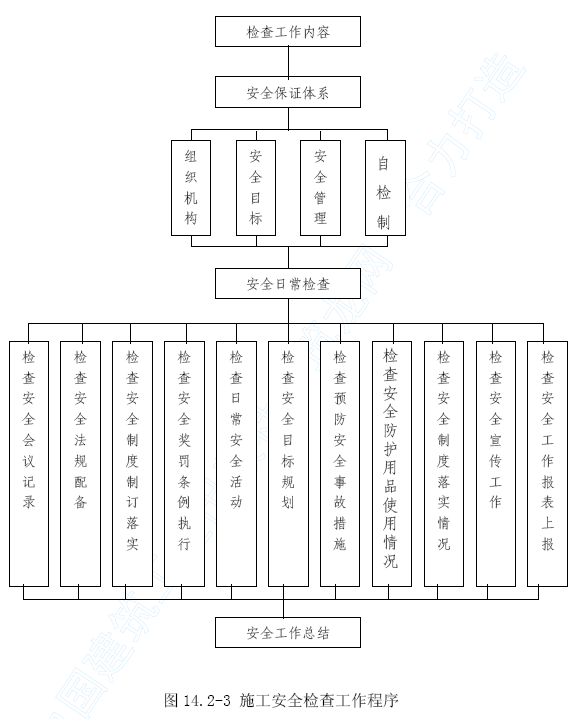 检查工作内容
安全保证体系
组织机构
安全目标
安全管理
自检制
安全日常检查
检查安全会议记录
检查安全法规配备
检查安全制度制订落实
检查安全奖罚条例执行
检查日常安全活动
检查安全目标规划
检查预防安全事故措施
检查安全防护用品使用情况
检查安全制度落实情况
检查安全宣传工作
检查安全工作报表上报
安全工作总结
图 14.2-3 施工安全检查工作程序